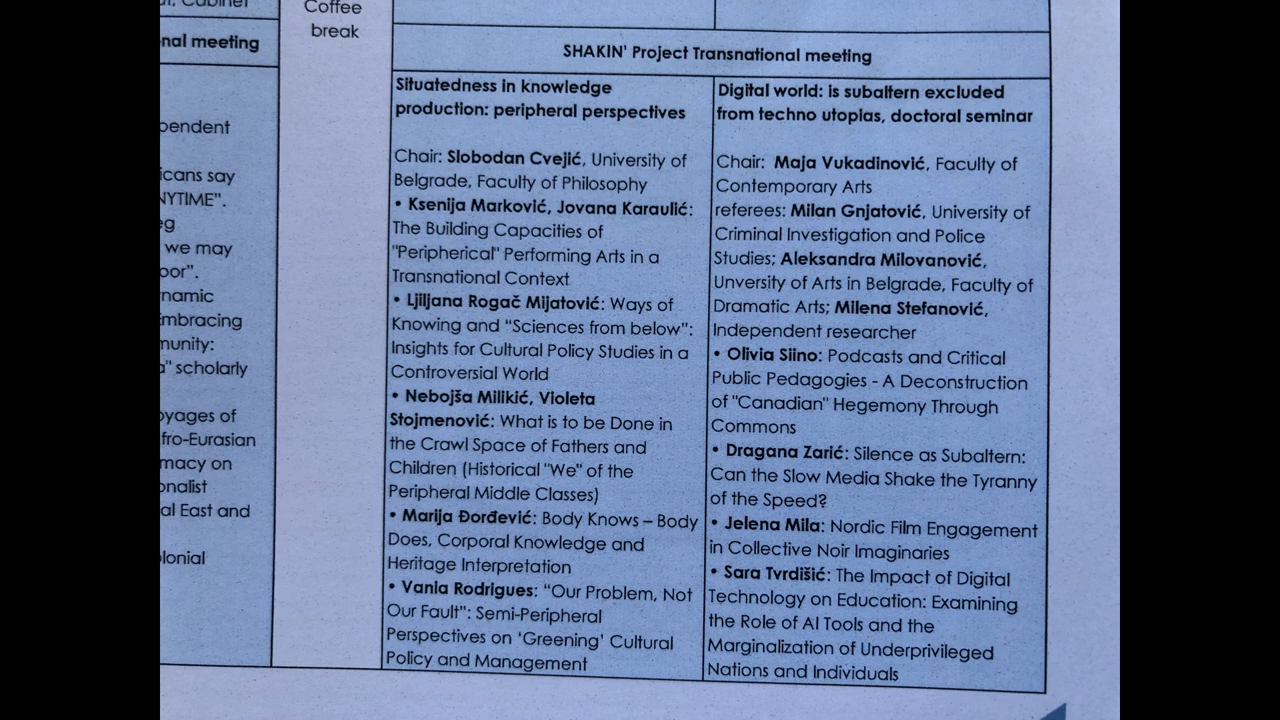 Cabinet
nal meeting
pendent
icans say
NYTIME".
eg
we may
oor".
namic
mbracing
munity:
a" scholarly
oyages of
fro-Eurasian
macy on
onalist
al East and
lonial
Coffee
break
SHAKIN' Project Transnational meeting
Situatedness in knowledge
production: peripheral perspectives
Chair: Slobodan Cvejić, University of
Belgrade, Faculty of Philosophy
• Ksenija Marković, Jovana Karaulić:
The Building Capacities of
"Peripherical" Performing Arts in a
Transnational Context
• Ljiljana Rogač Mijatović: Ways of
Knowing and “Sciences from below”:
Insights for Cultural Policy Studies in a
Controversial World
• Nebojša Milikić, Violeta
Stojmenović: What is to be Done in
the Crawl Space of Fathers and
Children (Historical "We" of the
Peripheral Middle Classes)
• Marija Đorđević: Body Knows – Body
Does, Corporal Knowledge and
Heritage Interpretation
• Vania Rodrigues: “Our Problem, Not
Our Fault”: Semi-Peripheral
Perspectives on ‘Greening’ Cultural
Policy and Management
Digital world: is subaltern excluded
from techno utopias, doctoral seminar
Chair: Maja Vukadinović, Faculty of
Contemporary Arts
referees: Milan Gnjatović, University of
Criminal Investigation and Police
Studies; Aleksandra Milovanović,
Unversity of Arts in Belgrade, Faculty of
Dramatic Arts; Milena Stefanović,
Independent researcher
• Olivia Siino: Podcasts and Critical
Public Pedagogies - A Deconstruction
of "Canadian" Hegemony Through
Commons
• Dragana Zarić: Silence as Subaltern:
Can the Slow Media Shake the Tyranny
of the Speed?
• Jelena Mila: Nordic Film Engagement
in Collective Noir Imaginaries
• Sara Tvrdišić: The Impact of Digital
Technology on Education: Examining
the Role of AI Tools and the
Marginalization of Underprivileged
Nations and Individuals